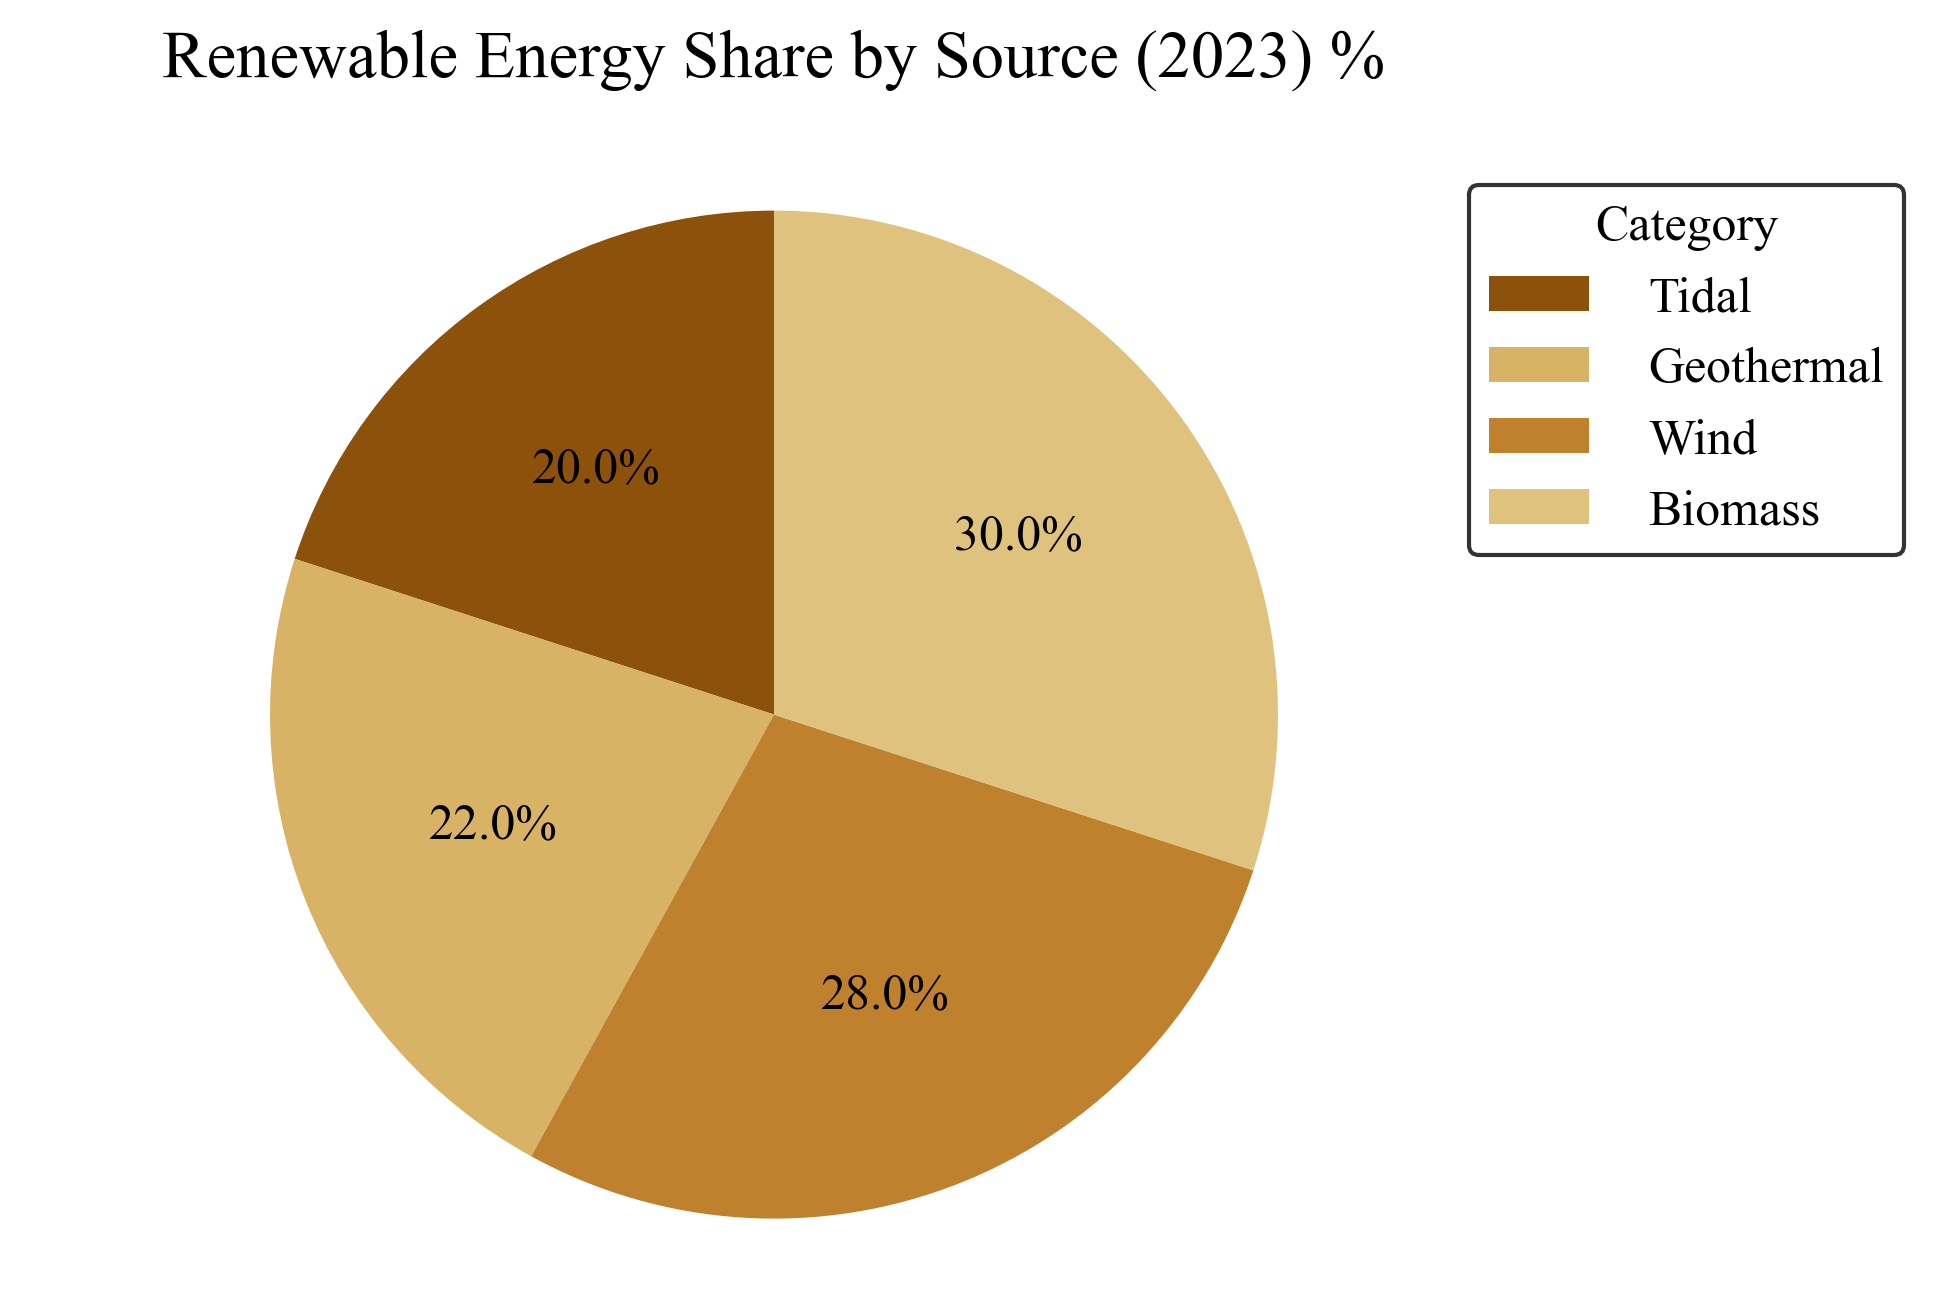 Renewable Energy Share by Source (2023) %
Category
Tidal
Geothermal
Wind
Biomass
20.0%
30.0%
22.0%
28.0%